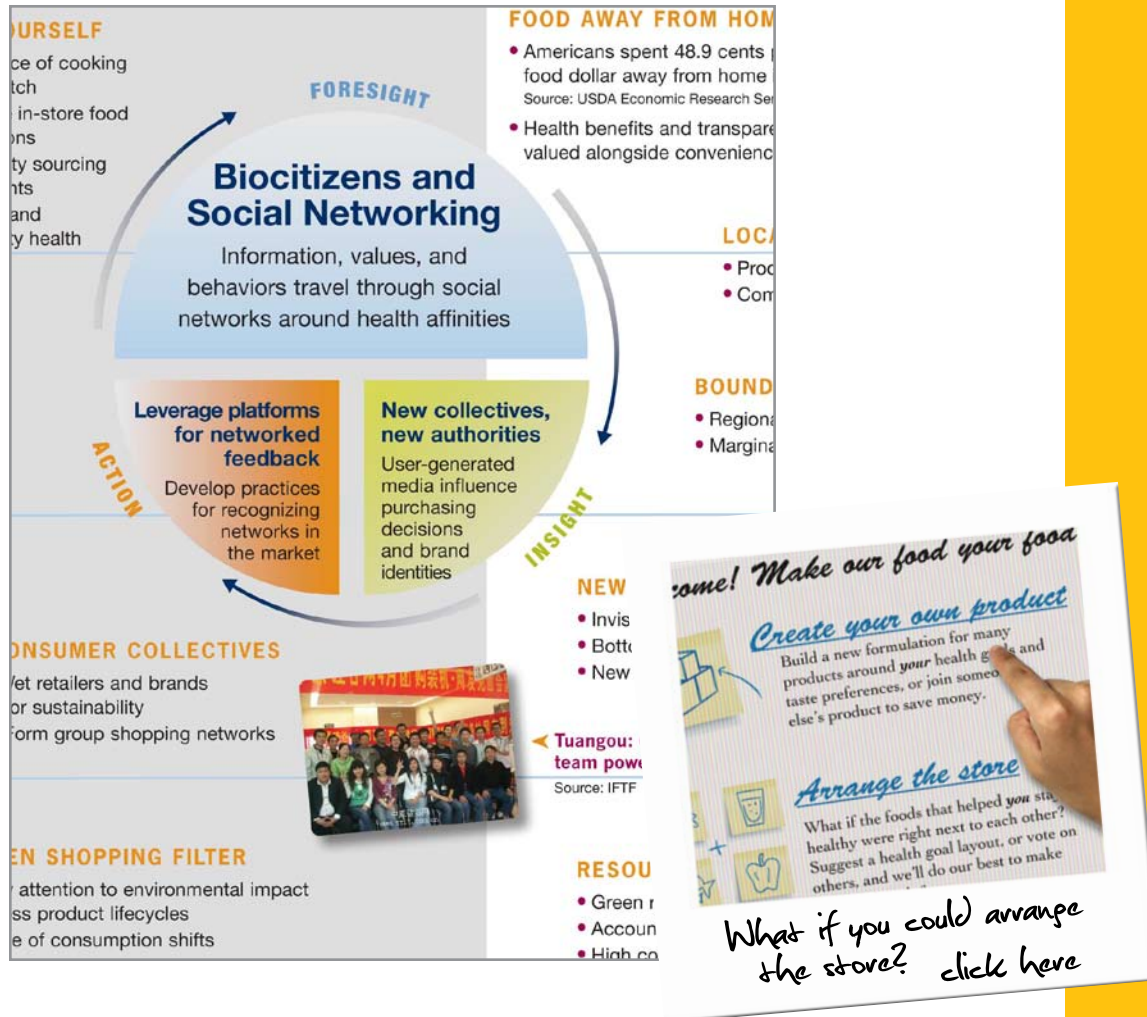 URSELF
ce of cooking
tch
in-store food
ons
ty sourcing
nts
and
ty health
FORESIGHT
Biocitizens and
Social Networking
Information, values, and
behaviors travel through social
networks around health affinities
FOOD AWAY FROM HOM
• Americans spent 48.9 cents
food dollar away from home
Source: USDA Economic Research Ser
• Health benefits and transpare
valued alongside convenienc
LOCA
• Proc
• Com
BOUND
• Regiona
• Margina
ACTION
Leverage platforms
for networked
feedback
Develop practices
for recognizing
networks in
the market
New collectives,
new authorities
User-generated
media influence
purchasing
decisions
and brand
identities
INSIGHT
ONSUMER COLLECTIVES
Vet retailers and brands
or sustainability
Form group shopping networks
NEW
• Invis
• Botto
• New
Tuangou:
team powe
Source: IFTF
EN SHOPPING FILTER
attention to environmental impact
ss product lifecycles
e of consumption shifts
RESOU
• Green r
• Accoun
• High co
come! Make our food your food
Create your own product
Build a new formulation for many
products around your health goals and
taste preferences, or join someo
else's product to save money.
Arrange the store
What if the foods that helped you sta
healthy were right next to each other?
Suggest a health goal layout, or vote on
others, and we'll do our best to make
What if you could arrange
the store? click here